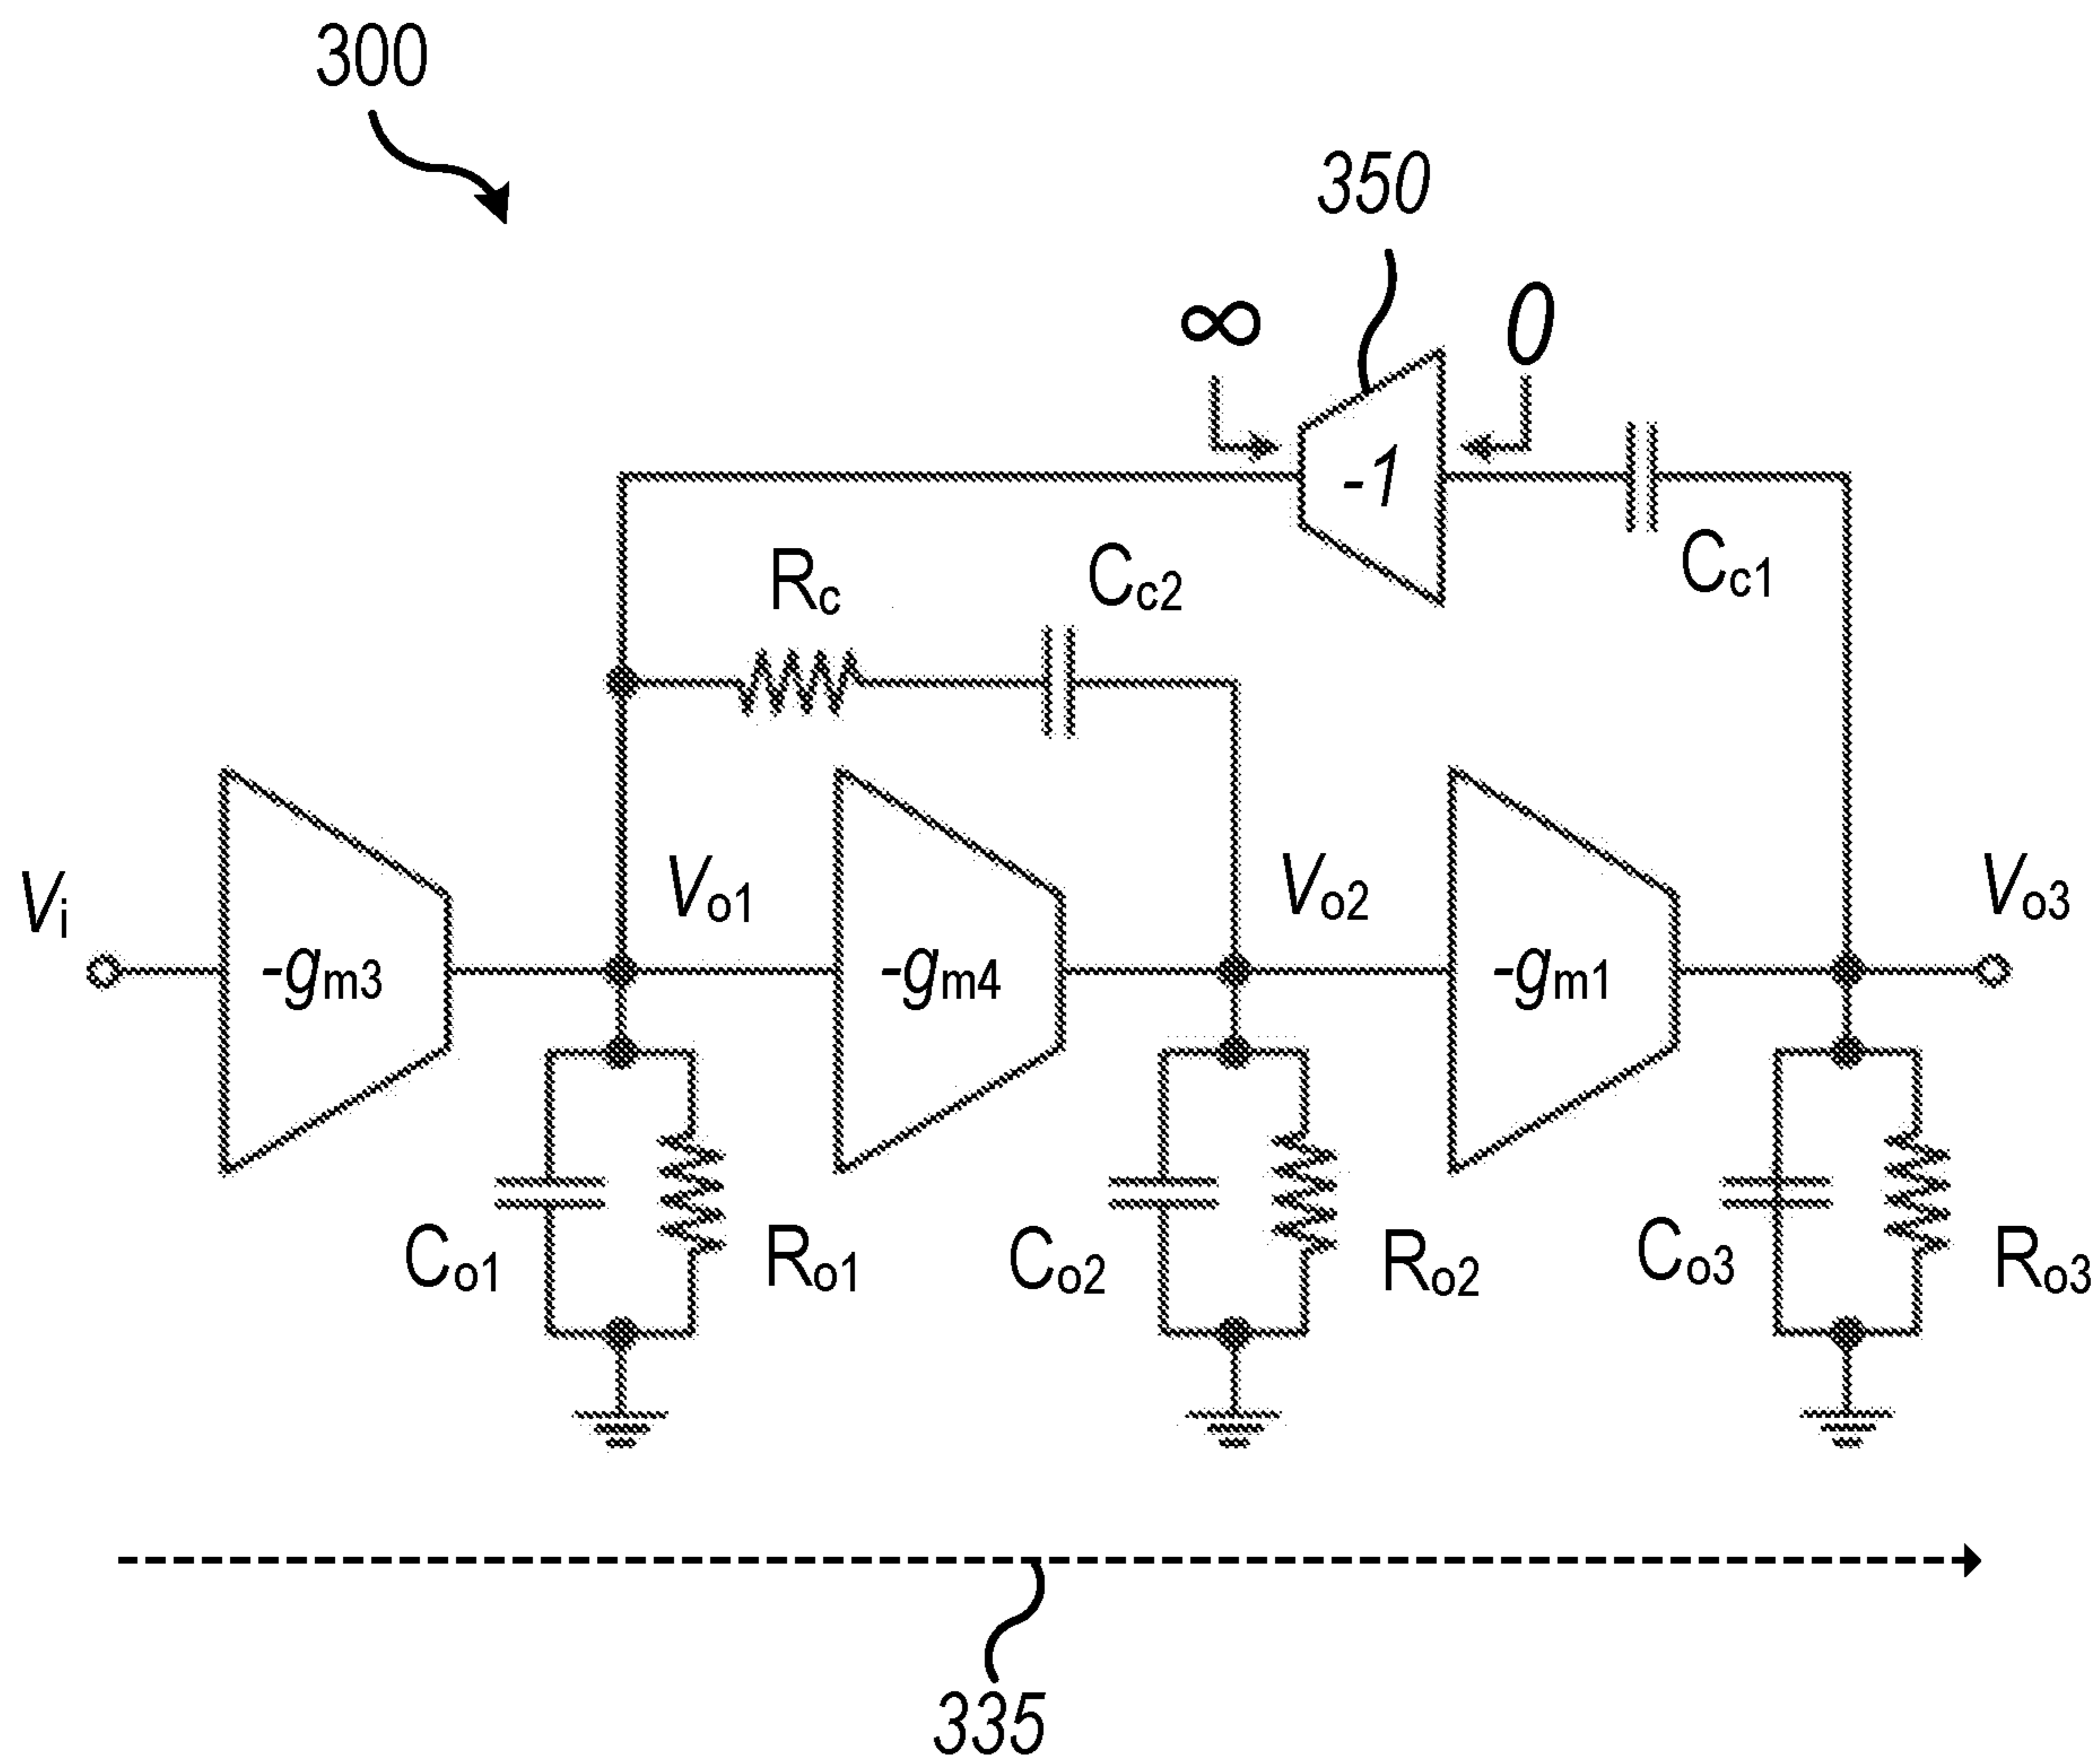 300
350
∞ 0
-1
Rc Cc2 Cc1
Vi Vo1 Vo2 Vo3
-gm3 -gm4 -gm1
Co1 Ro1 Co2 Ro2 Co3 Ro3
335